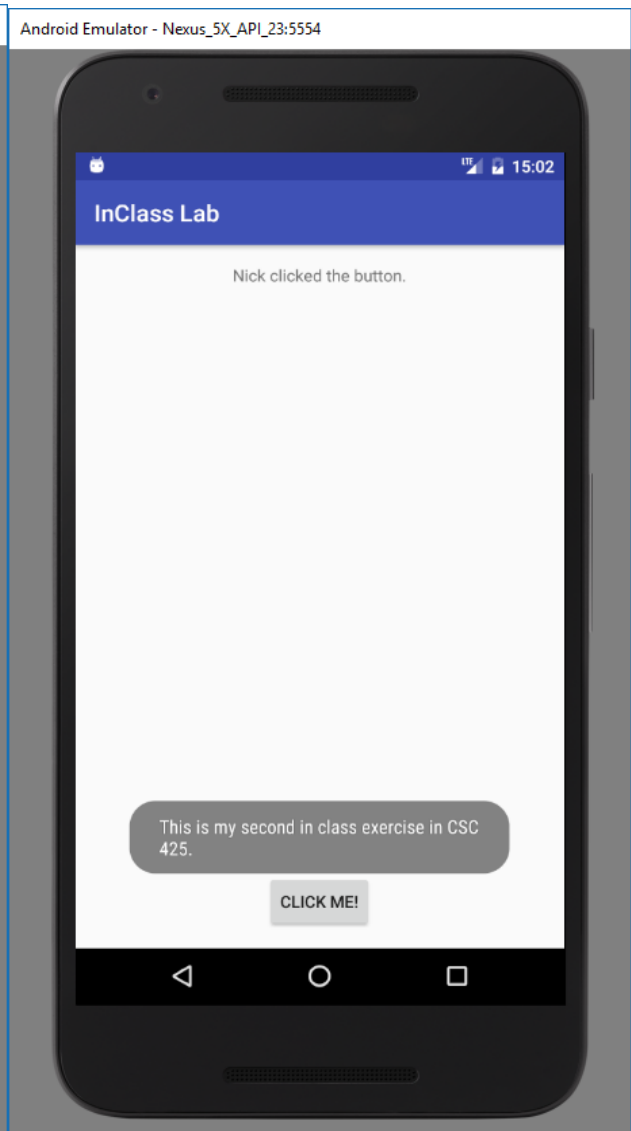 Android Emulator - Nexus_5X_API_23:5554
LTE 15:02
InClass Lab
Nick clicked the button.
This is my second in class exercise in CSC
425.
CLICK ME!